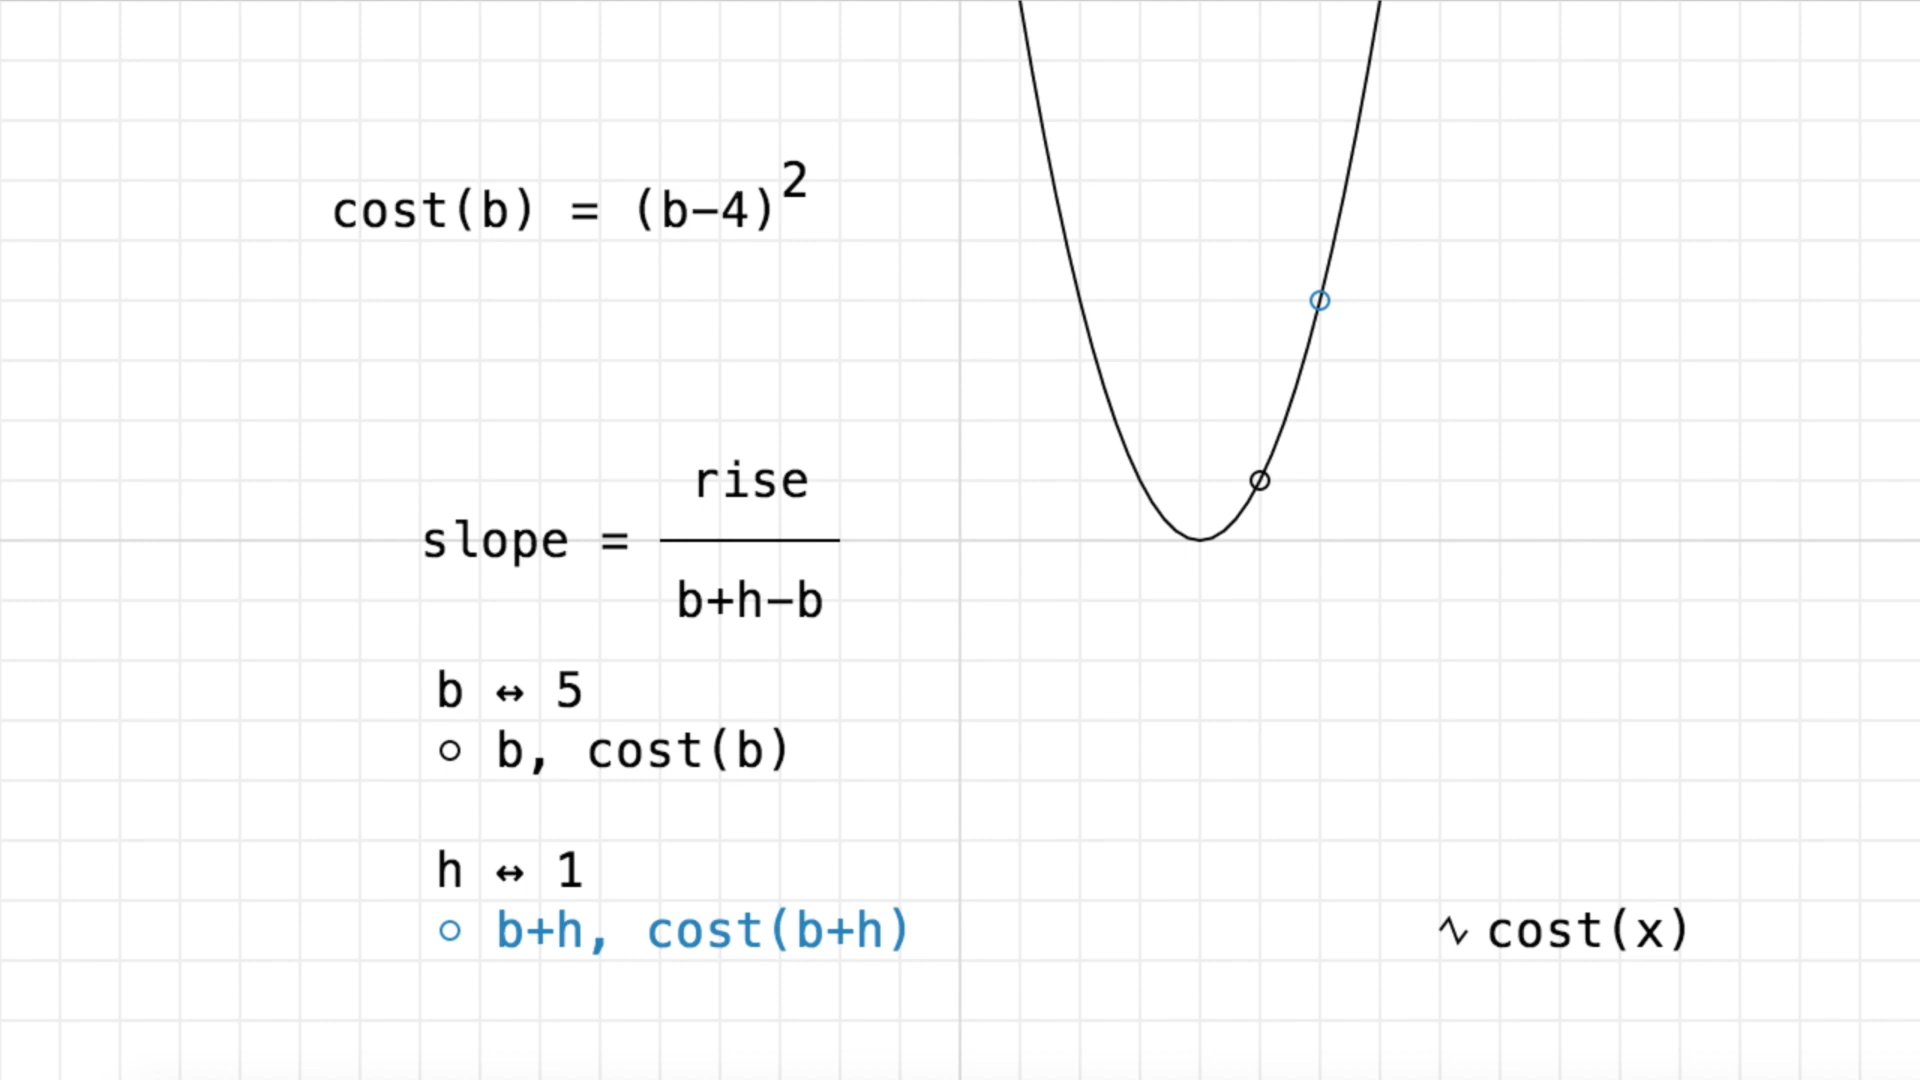 cost(b) = (b−4)²
rise
slope =
b+h−b
b ↔ 5
○ b, cost(b)
h ↔ 1
○ b+h, cost(b+h)
cost(x)